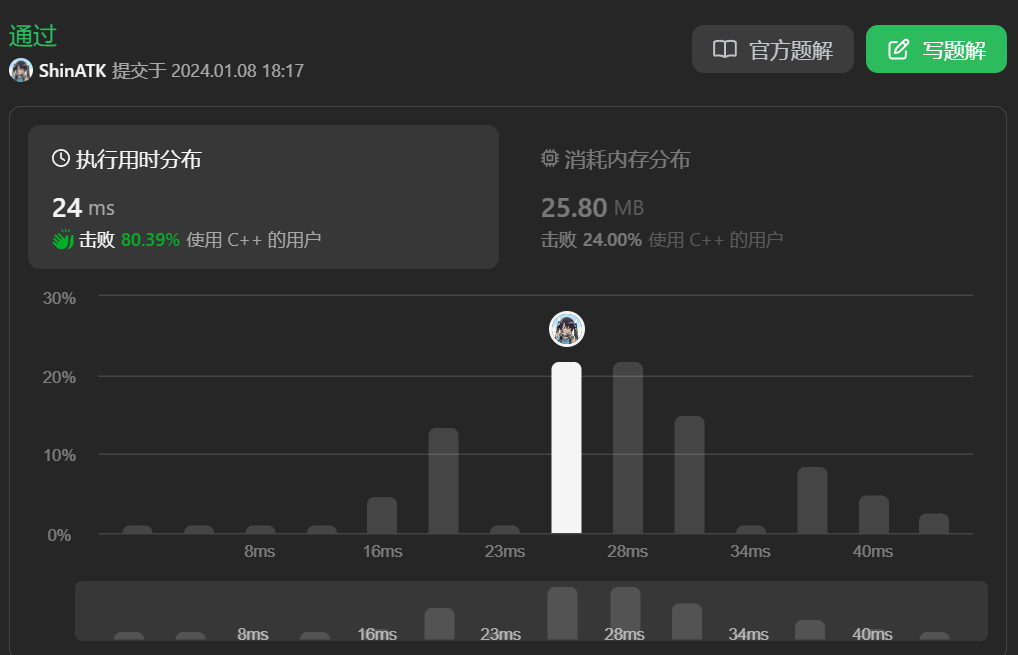 通过
ShinATK 提交于 2024.01.08 18:17
官方题解
写题解
执行用时分布
24 ms
击败 80.39% 使用 C++ 的用户
消耗内存分布
25.80 MB
击败 24.00% 使用 C++ 的用户
30%
20%
10%
0%
8ms 16ms 23ms 28ms 34ms 40ms
8ms 16ms 23ms 28ms 34ms 40ms